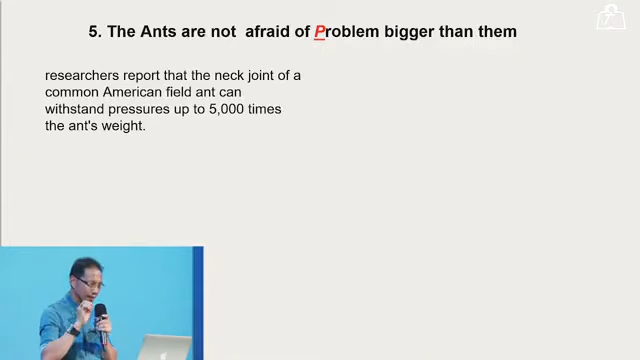 5. The Ants are not afraid of Problem bigger than them
researchers report that the neck joint of a
common American field ant can
withstand pressures up to 5,000 times
the ant's weight.